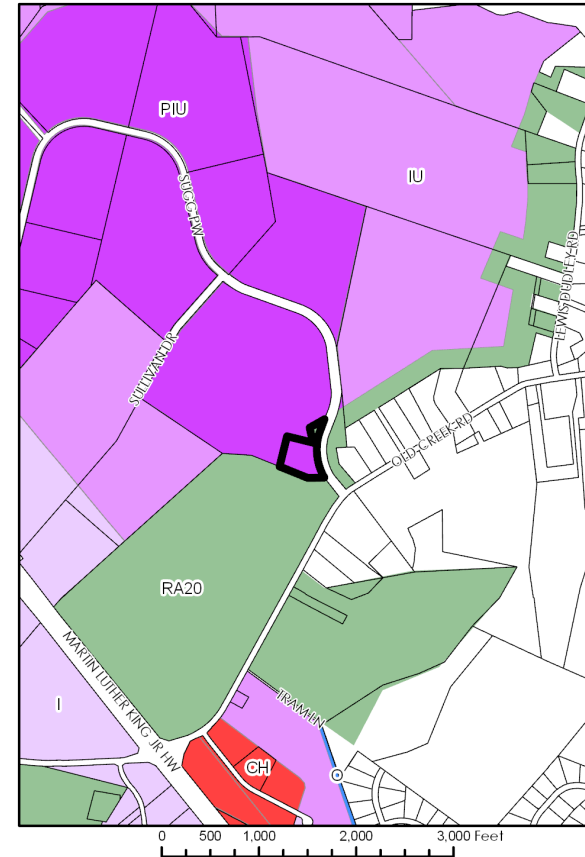 PIU
IU
SUGG PW
LEWIS DUDLEY RD
SULLIVAN DR
OLD CREEK RD
RA20
MARTIN LUTHER KING JR HW
I
TRAM LN
CH
O
0 500 1,000 2,000 3,000 Feet